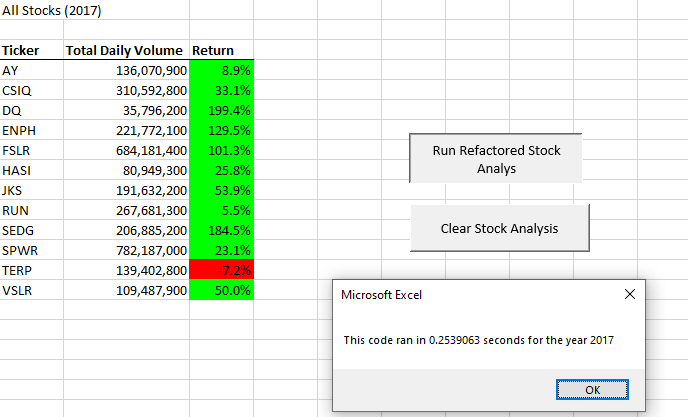 All Stocks (2017)
Ticker Total Daily Volume Return
AY 136,070,900 8.9%
CSIQ 310,592,800 33.1%
DQ 35,796,200 199.4%
ENPH 221,772,100 129.5%
FSLR 684,181,400 101.3%
HASI 80,949,300 25.8%
JKS 191,632,200 53.9%
RUN 267,681,300 5.5%
SEDG 206,885,200 184.5%
SPWR 782,187,000 23.1%
TERP 139,402,800 -7.2%
VSLR 109,487,900 50.0%
Run Refactored Stock
Analys
Clear Stock Analysis
Microsoft Excel
This code ran in 0.2539063 seconds for the year 2017
OK